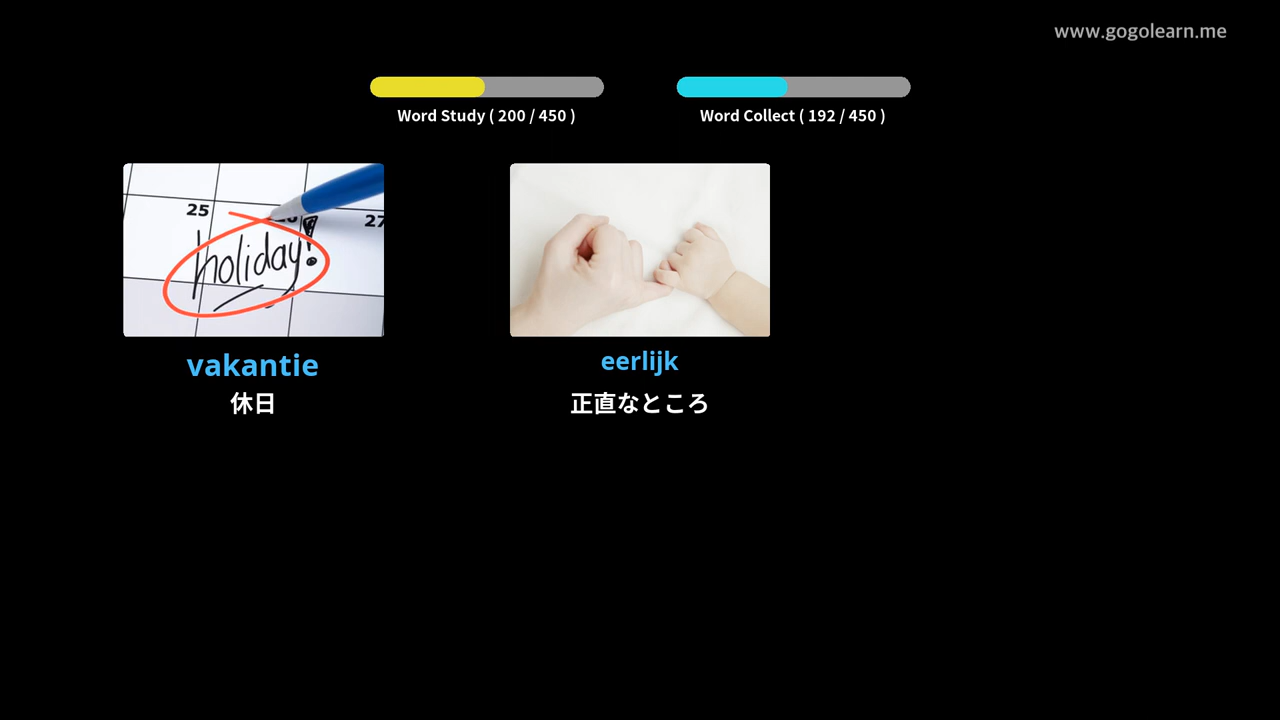 www.gogolearn.me
Word Study ( 200 / 450 )
Word Collect ( 192 / 450 )
25
27
holiday!
vakantie
休日
eerlijk
正直なところ